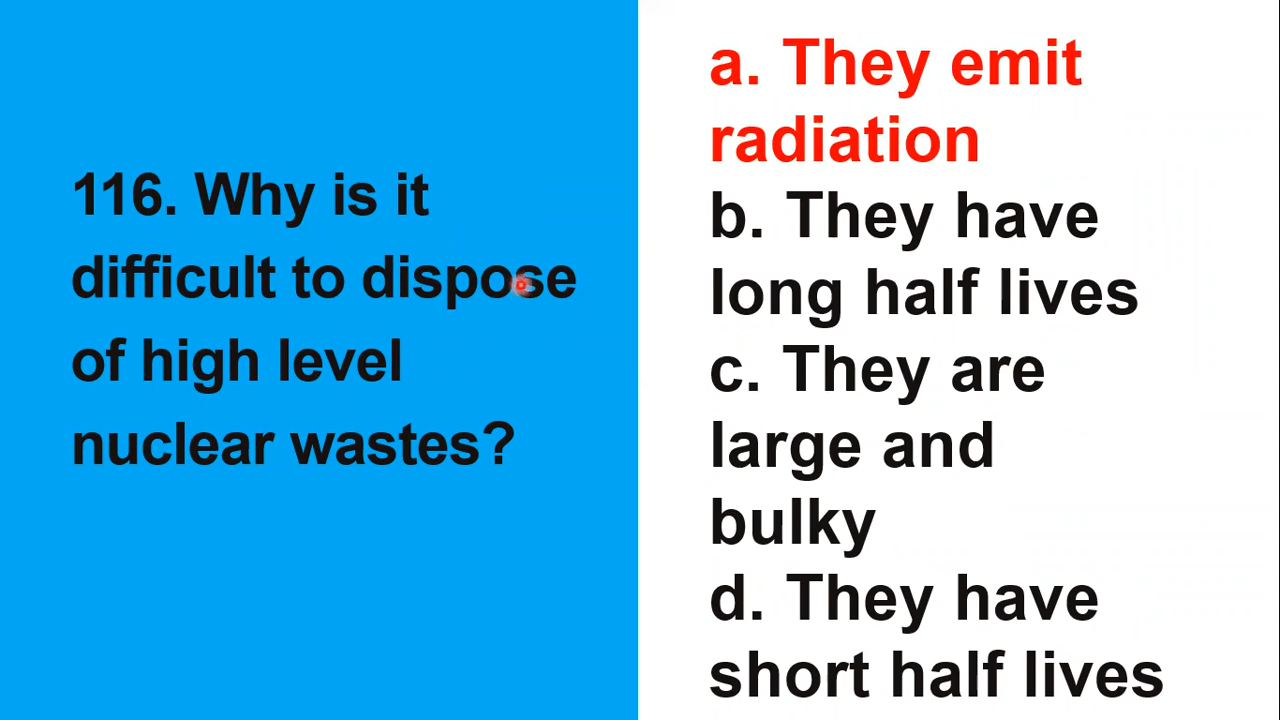 116. Why is it
difficult to dispose
of high level
nuclear wastes?
a. They emit
radiation
b. They have
long half lives
c. They are
large and
bulky
d. They have
short half lives